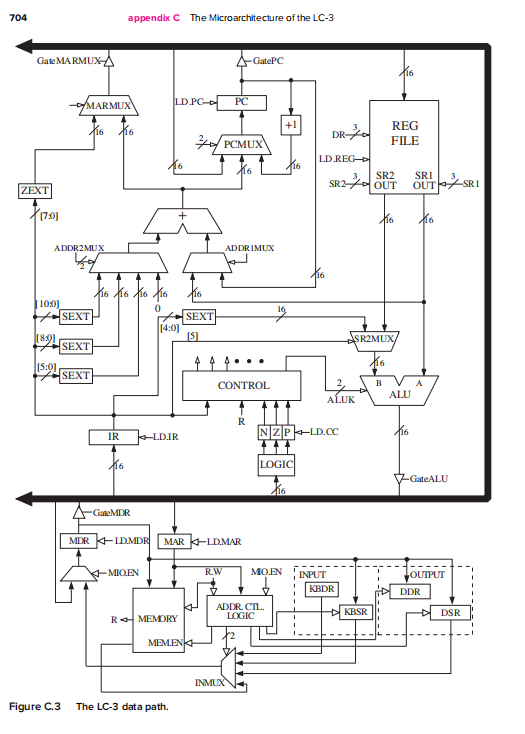 704 appendix C The Microarchitecture of the LC-3
GateMARMUX
GatePC
16
MARMUX
LD.PC
PC
+1
REG
FILE
16
16
2
PCMUX
DR
3
LD.REG
16
16
16
SR2
3
SR2
OUT
SR1
OUT
3
SR1
ZEXT
[7:0]
+
16
16
ADDR2MUX
2
ADDR1MUX
16
16
16
16
16
[10:0]
SEXT
0
[4:0]
SEXT
16
[8:0]
SEXT
[5]
SR2MUX
[5:0]
SEXT
16
CONTROL
2
ALUK
B
A
ALU
R
IR
LD.IR
N Z P
LD.CC
16
LOGIC
16
16
GateALU
GateMDR
MDR
LD.MDR
MAR
LD.MAR
MIO.EN
R.W
MIO.EN
INPUT
OUTPUT
KBDR
DDR
R
MEMORY
ADDR. CTL.
LOGIC
KBSR
DSR
MEM.EN
2
INMUX
Figure C.3 The LC-3 data path.